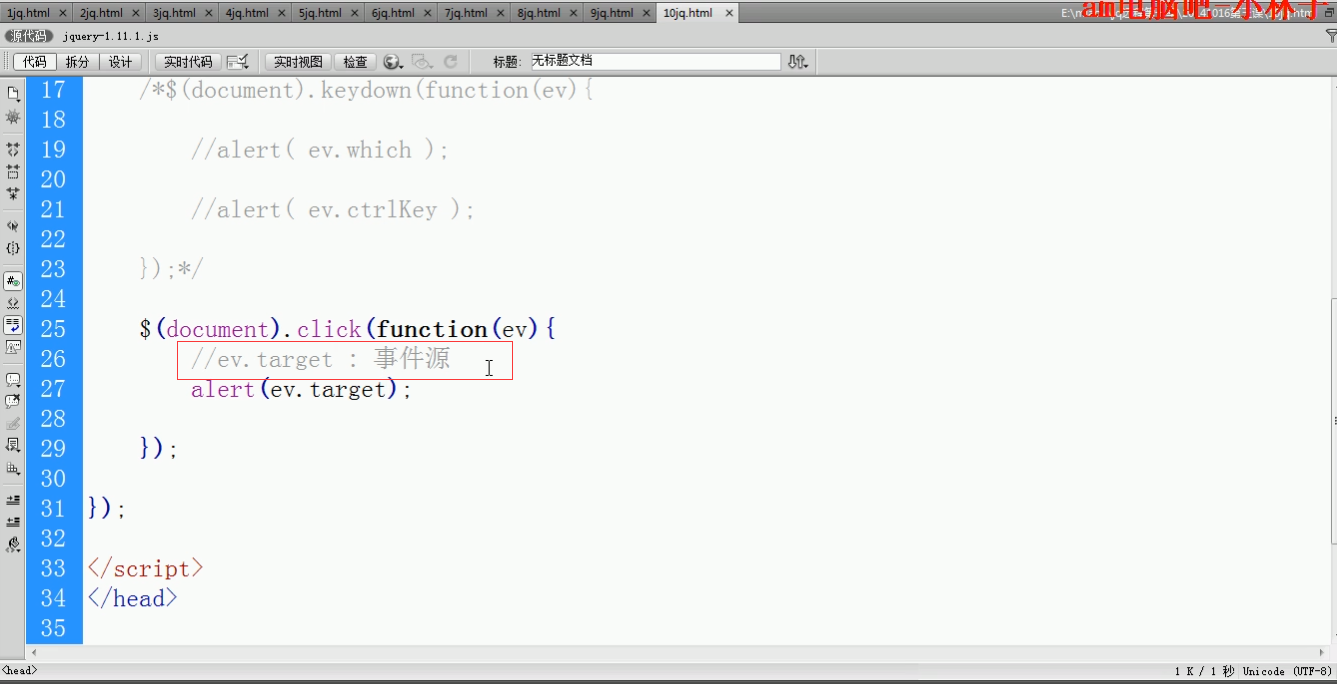 1jq.html × 2jq.html × 3jq.html × 4jq.html × 5jq.html × 6jq.html × 7jq.html × 8jq.html × 9jq.html × 10jq.html ×
am电脑吧-小林子
源代码 jquery-1.11.1.js
代码 拆分 设计 实时代码 实时视图 检查 标题: 无标题文档
17 /*$(document).keydown(function(ev){
18
19 //alert( ev.which );
20
21 //alert( ev.ctrlKey );
22
23 });*/
24
25 $(document).click(function(ev){
26 //ev.target : 事件源
27 alert(ev.target);
28
29 });
30
31 });
32
33 </script>
34 </head>
35
<head> 1 K / 1 秒 Unicode (UTF-8)